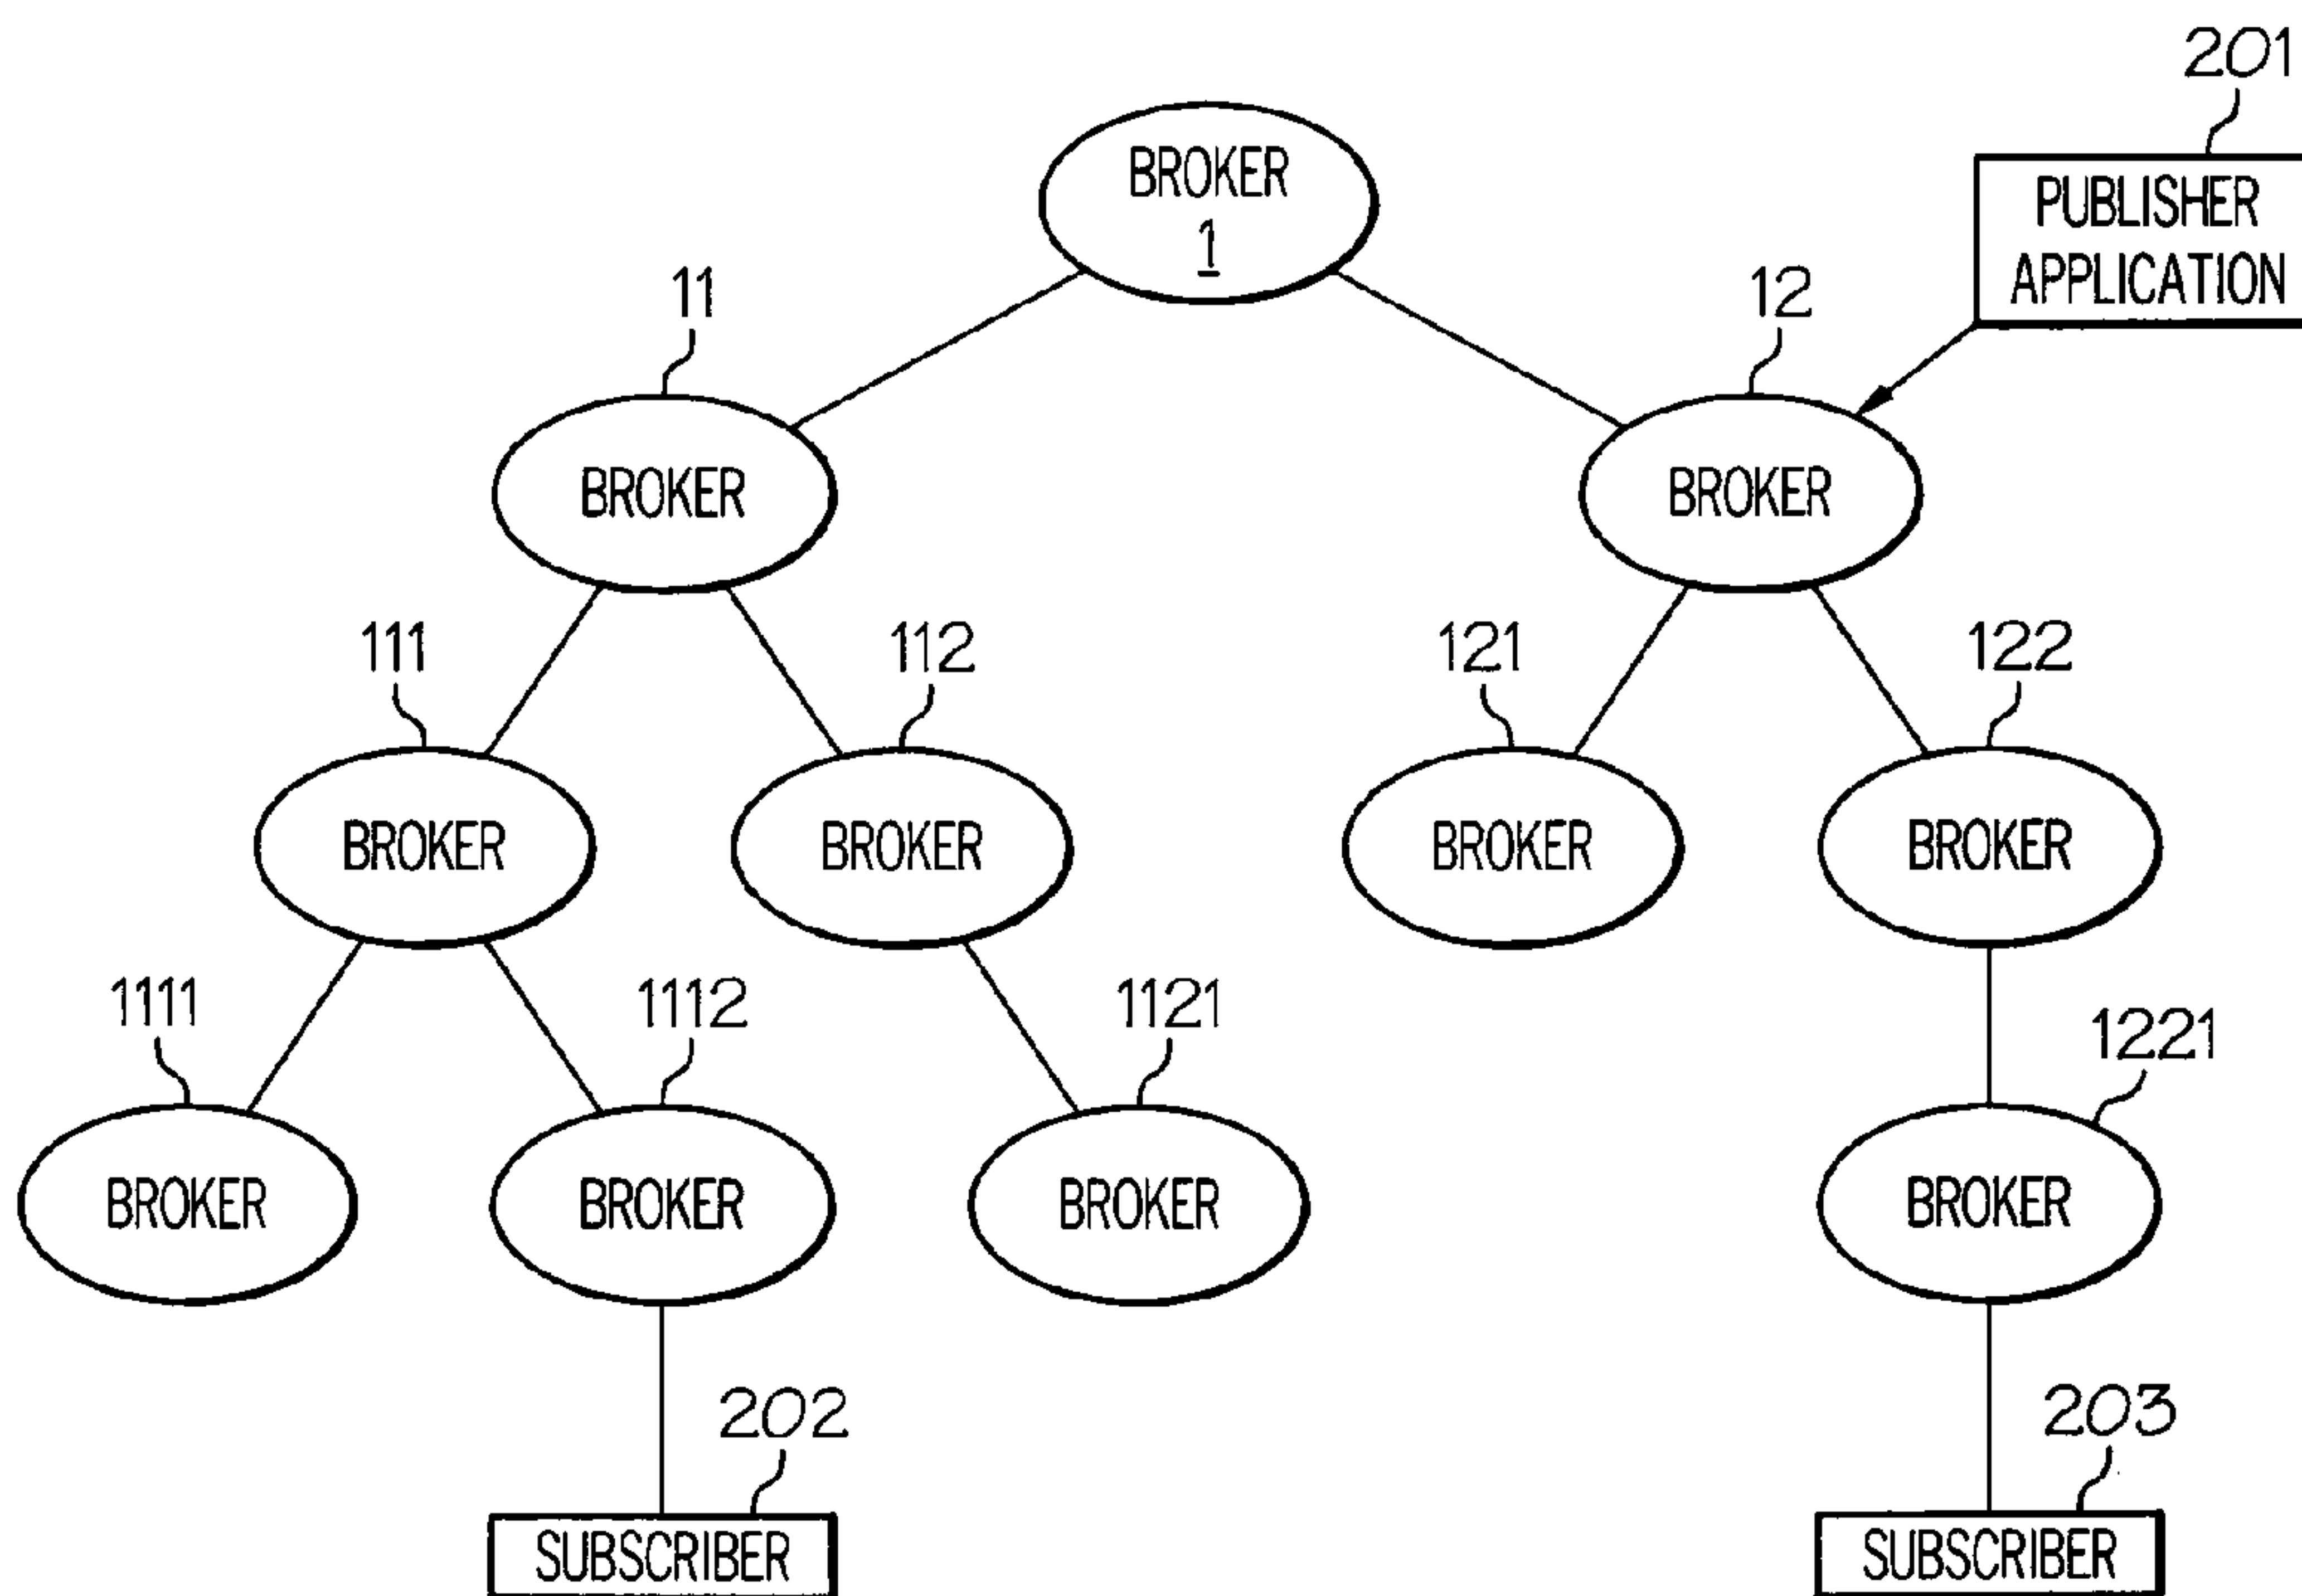 201
BROKER
1
PUBLISHER
APPLICATION
11
12
BROKER
BROKER
111
112
121
122
BROKER
BROKER
BROKER
BROKER
1111
1112
1121
1221
BROKER
BROKER
BROKER
BROKER
202
203
SUBSCRIBER
SUBSCRIBER